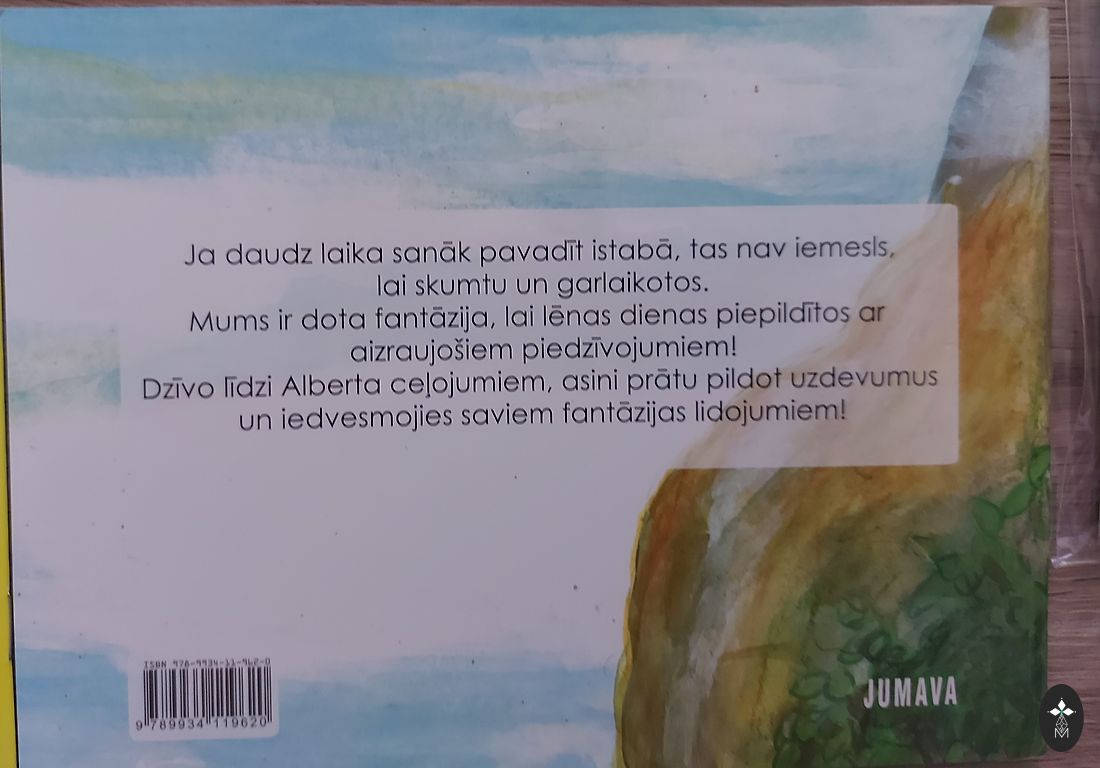 Ja daudz laika sanāk pavadīt istabā, tas nav iemesls,
lai skumtu un garlaikotos.
Mums ir dota fantāzija, lai lēnas dienas piepildītos ar
aizraujošiem piedzīvojumiem!
Dzīvo līdzi Alberta ceļojumiem, asini prātu pildot uzdevumus
un iedvesmojies saviem fantāzijas lidojumiem!
ISBN 978-9934-11-962-0
9 789934 119620
JUMAVA
M